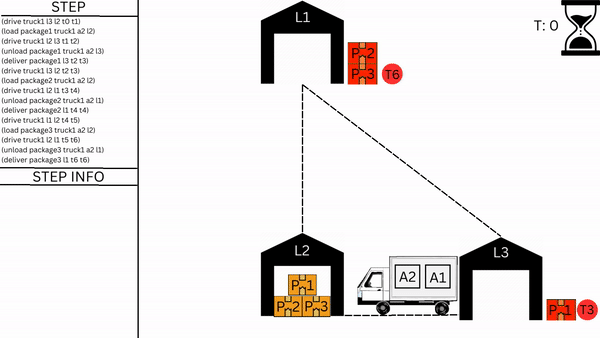 STEP
(drive truck1 l3 l2 t0 t1)
(load package1 truck1 a2 l2)
(drive truck1 l2 l3 t1 t2)
(unload package1 truck1 a2 l3)
(deliver package1 l3 t2 t3)
(drive truck1 l3 l2 t2 t3)
(load package2 truck1 a2 l2)
(drive truck1 l2 l1 t3 t4)
(unload package2 truck1 a2 l1)
(deliver package2 l1 t4 t4)
(drive truck1 l1 l2 t4 t5)
(load package3 truck1 a2 l2)
(drive truck1 l2 l1 t5 t6)
(unload package3 truck1 a2 l1)
(deliver package3 l1 t6 t6)
STEP INFO
L1
T: 0
P 2
P 3 T6
L2
L3
A2 A1
P 1
P 2 P 3
P 1 T3